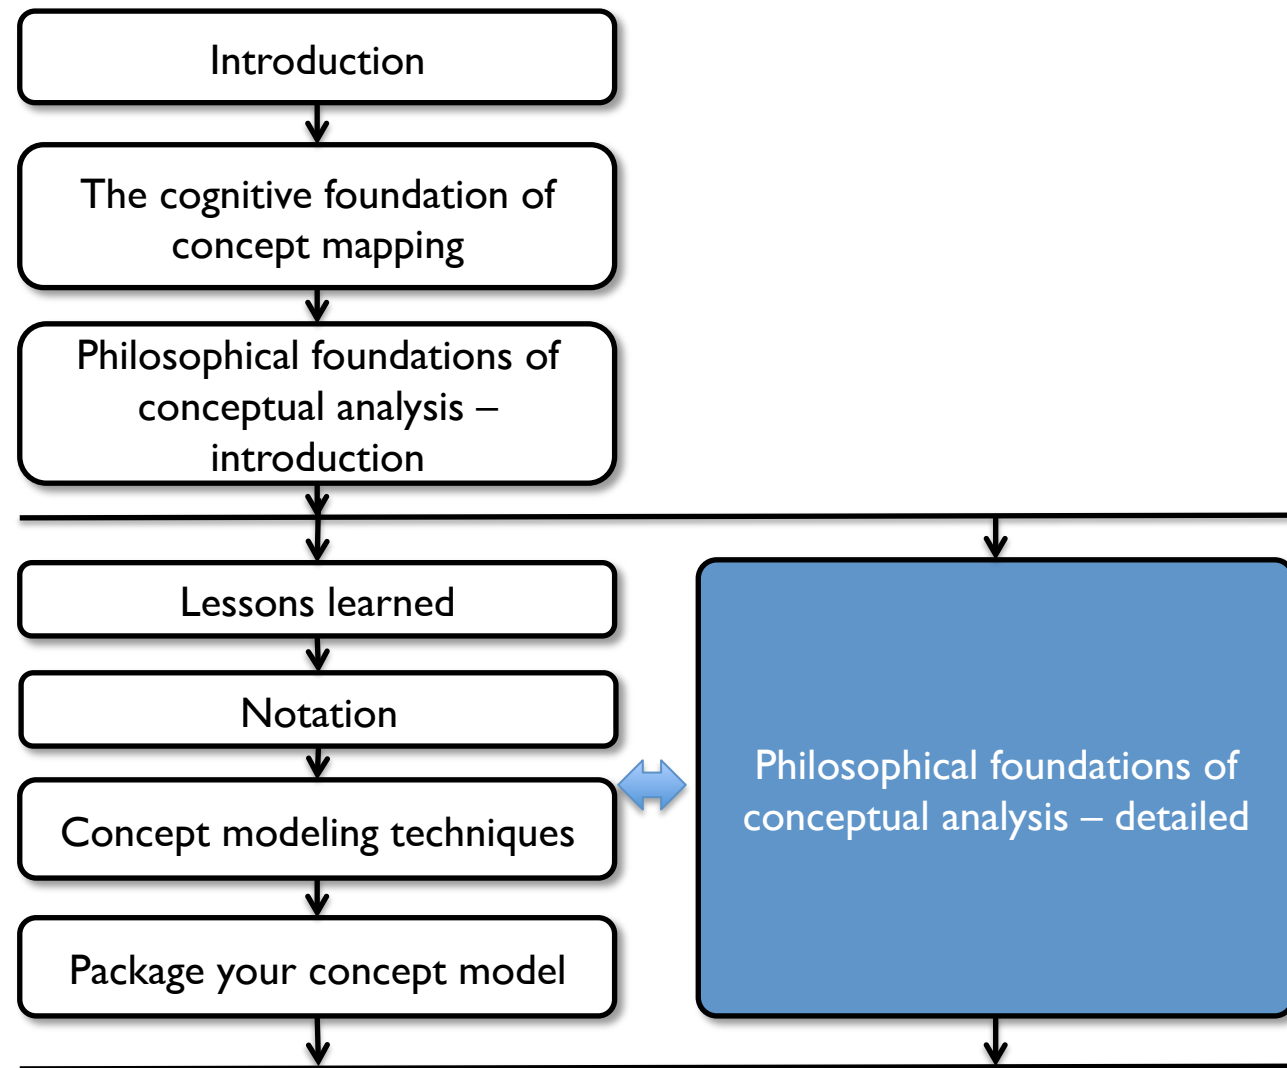 Introduction
The cognitive foundation of
concept mapping
Philosophical foundations of
conceptual analysis –
introduction
Lessons learned
Notation
Concept modeling techniques
Package your concept model
Philosophical foundations of
conceptual analysis – detailed